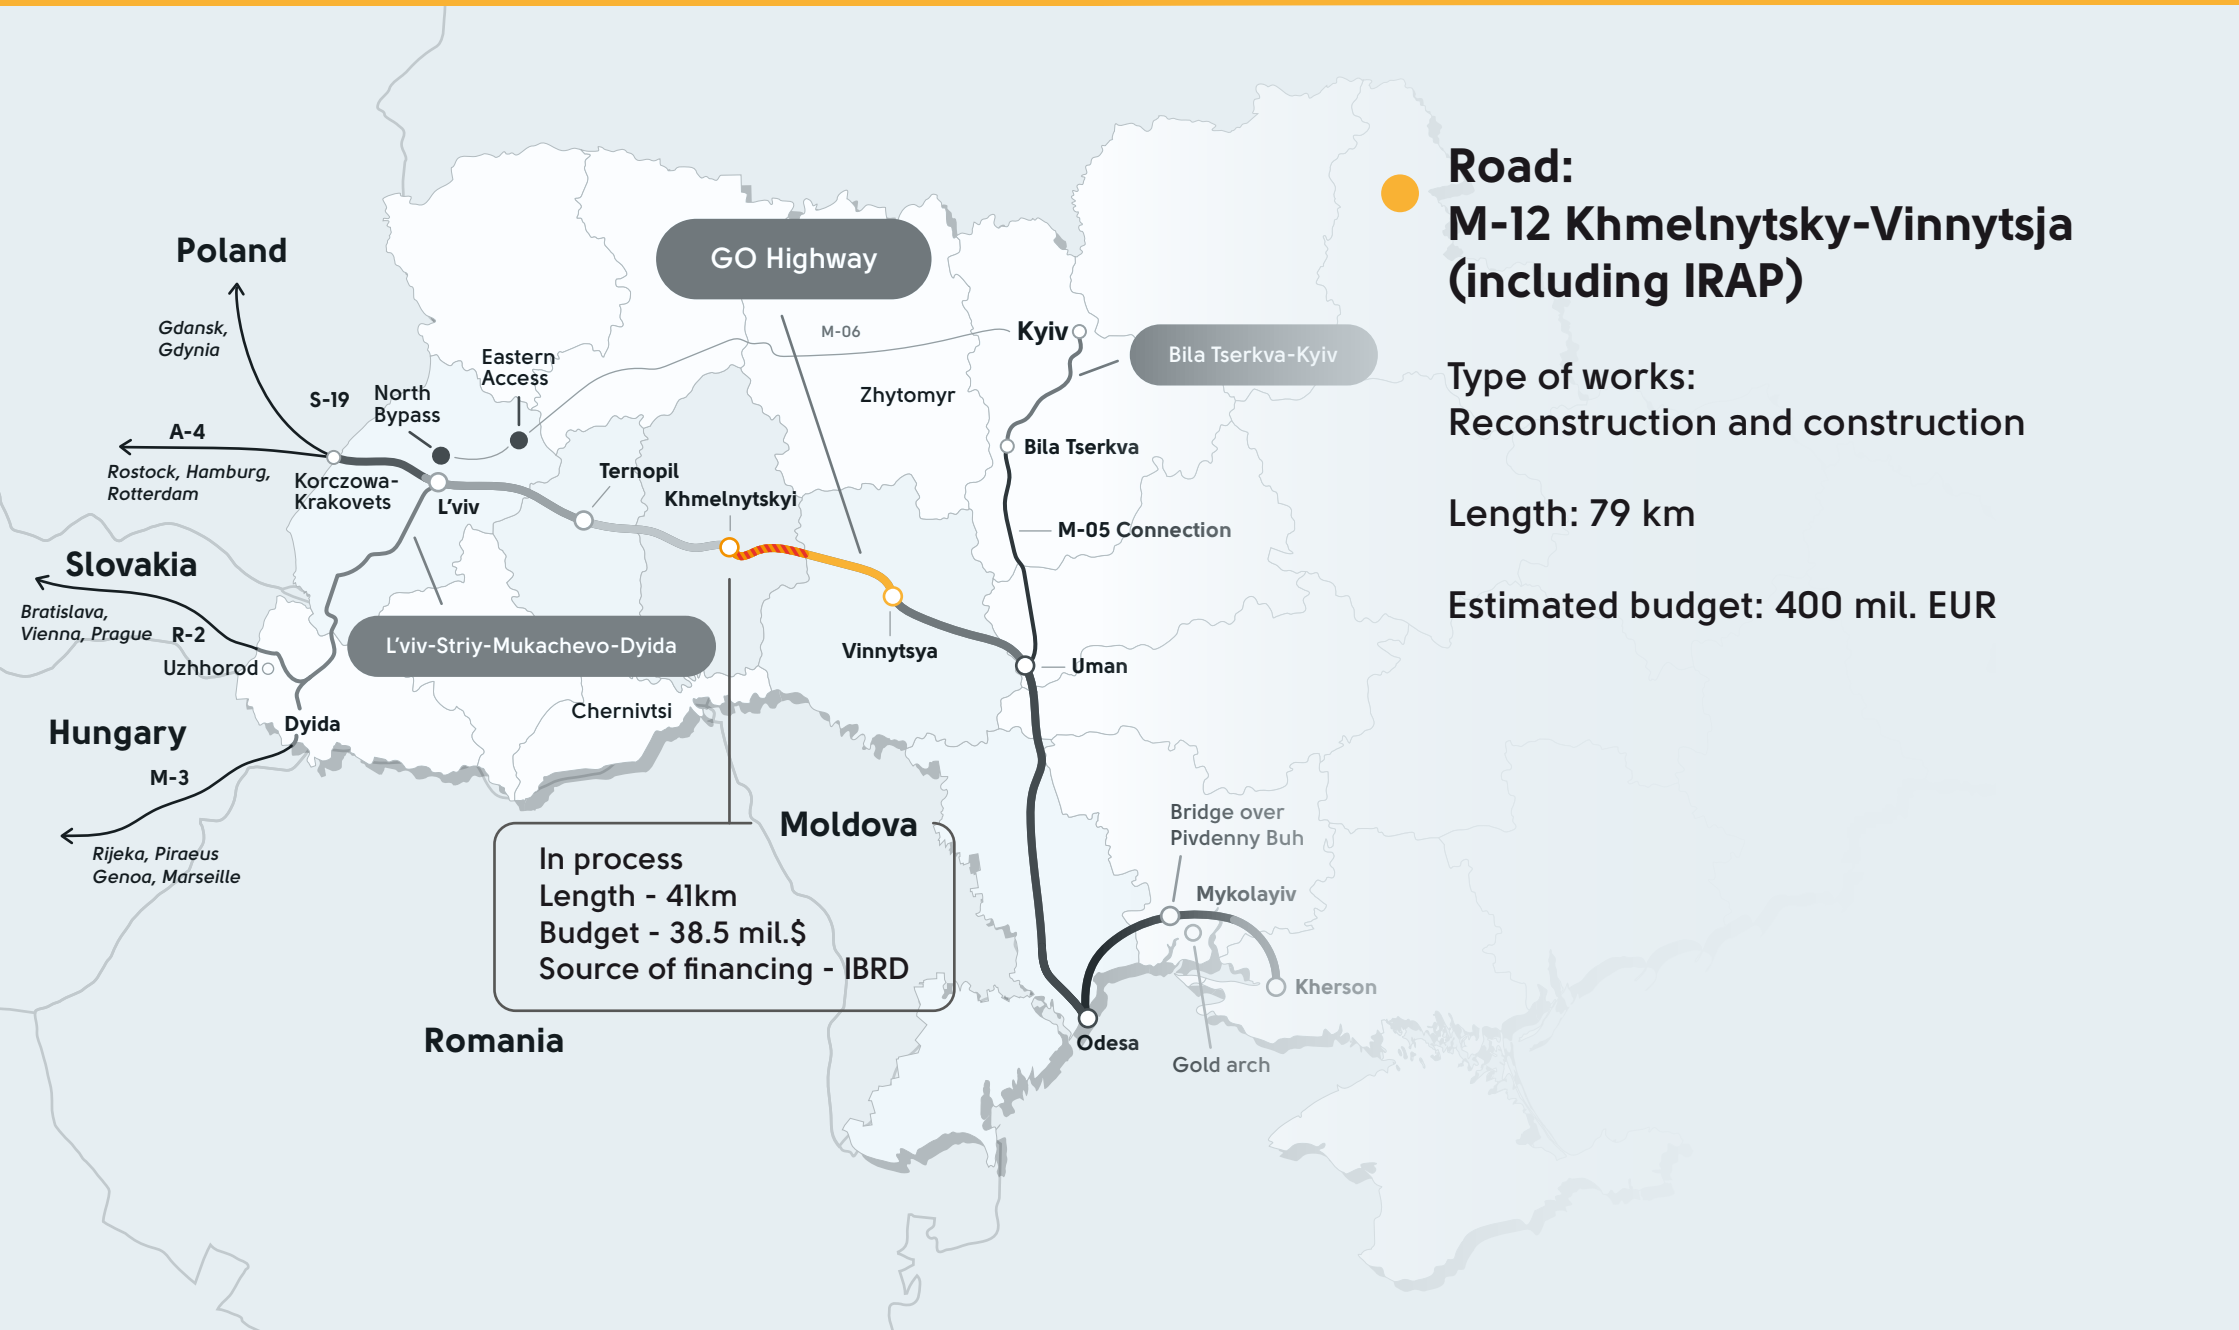 Road:
M-12 Khmelnytsky-Vinnytsja
(including IRAP)
Type of works:
Reconstruction and construction
Length: 79 km
Estimated budget: 400 mil. EUR
Poland
Gdansk,
Gdynia
GO Highway
M-06
Kyiv
Bila Tserkva-Kyiv
Eastern
Access
North
Bypass
S-19
A-4
Zhytomyr
Rostock, Hamburg,
Rotterdam
Korczowa-
Krakovets
L'viv
Ternopil
Khmelnytskyi
Bila Tserkva
M-05 Connection
Slovakia
Bratislava,
Vienna, Prague
R-2
Uzhhorod
L'viv-Striy-Mukachevo-Dyida
Vinnytsya
Uman
Chernivtsi
Dyida
Hungary
M-3
Rijeka, Piraeus
Genoa, Marseille
Moldova
In process
Length - 41km
Budget - 38.5 mil.$
Source of financing - IBRD
Bridge over
Pivdenny Buh
Mykolayiv
Kherson
Odesa
Gold arch
Romania